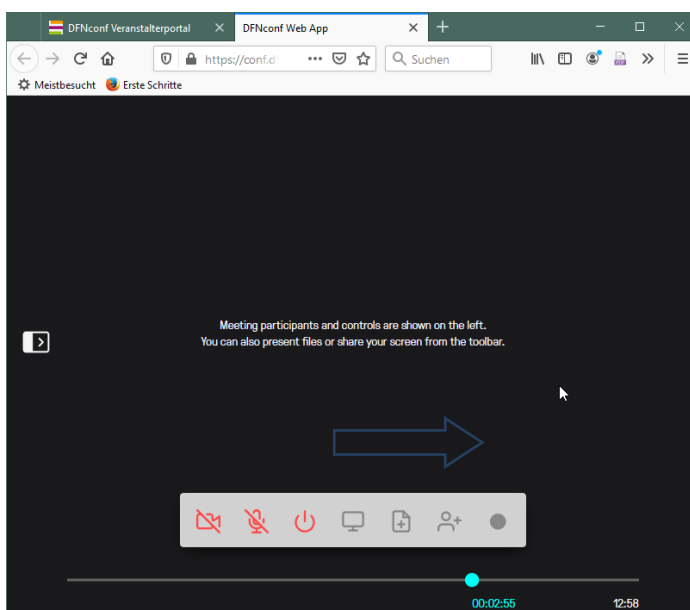 DFNconf Veranstalterportal
DFNconf Web App
https://conf.d
Suchen
Meistbesucht
Erste Schritte
Meeting participants and controls are shown on the left.
You can also present files or share your screen from the toolbar.
00:02:55
12:58